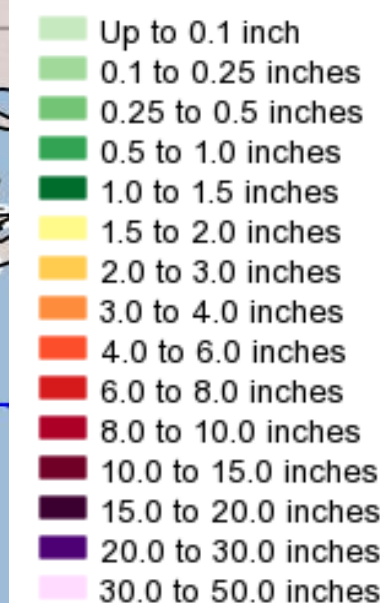 Up to 0.1 inch
0.1 to 0.25 inches
0.25 to 0.5 inches
0.5 to 1.0 inches
1.0 to 1.5 inches
1.5 to 2.0 inches
2.0 to 3.0 inches
3.0 to 4.0 inches
4.0 to 6.0 inches
6.0 to 8.0 inches
8.0 to 10.0 inches
10.0 to 15.0 inches
15.0 to 20.0 inches
20.0 to 30.0 inches
30.0 to 50.0 inches